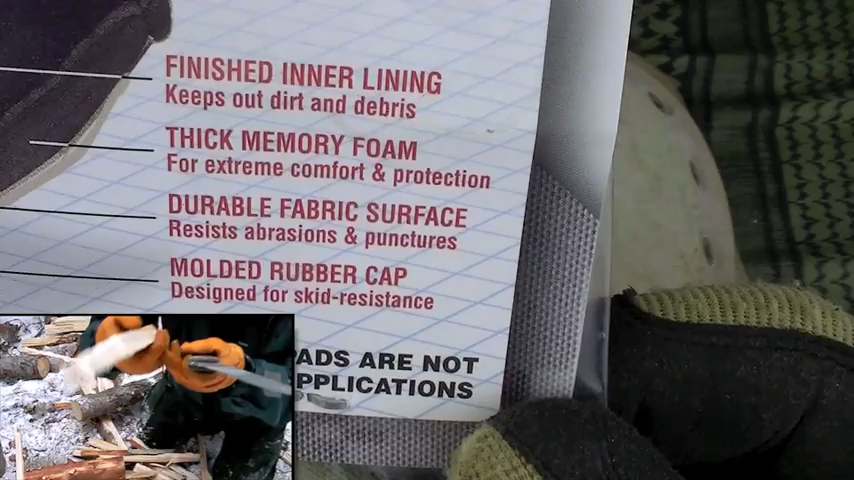 FINISHED INNER LINING
Keeps out dirt and debris
THICK MEMORY FOAM
For extreme comfort & protection
DURABLE FABRIC SURFACE
Resists abrasions & punctures
MOLDED RUBBER CAP
Designed for skid-resistance
ADS ARE NOT
PPLICATIONS